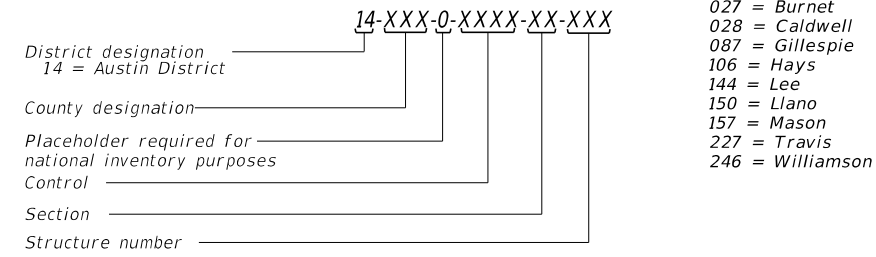 14-XXX-0-XXXX-XX-XXX
District designation
14 = Austin District
County designation
Placeholder required for
national inventory purposes
Control
Section
Structure number
027 = Burnet
028 = Caldwell
087 = Gillespie
106 = Hays
144 = Lee
150 = Llano
157 = Mason
227 = Travis
246 = Williamson